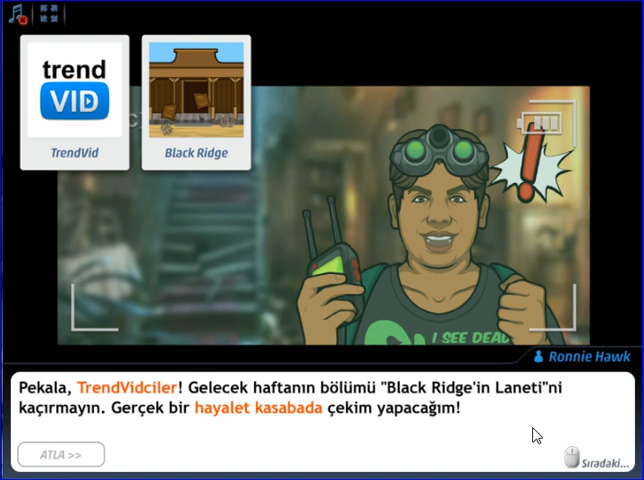 trend
VID
TrendVid
Black Ridge
I SEE DEAD
Ronnie Hawk
Pekala, TrendVidciler! Gelecek haftanın bölümü "Black Ridge'in Laneti"ni
kaçırmayın. Gerçek bir hayalet kasabada çekim yapacağım!
ATLA >>
Sıradaki...